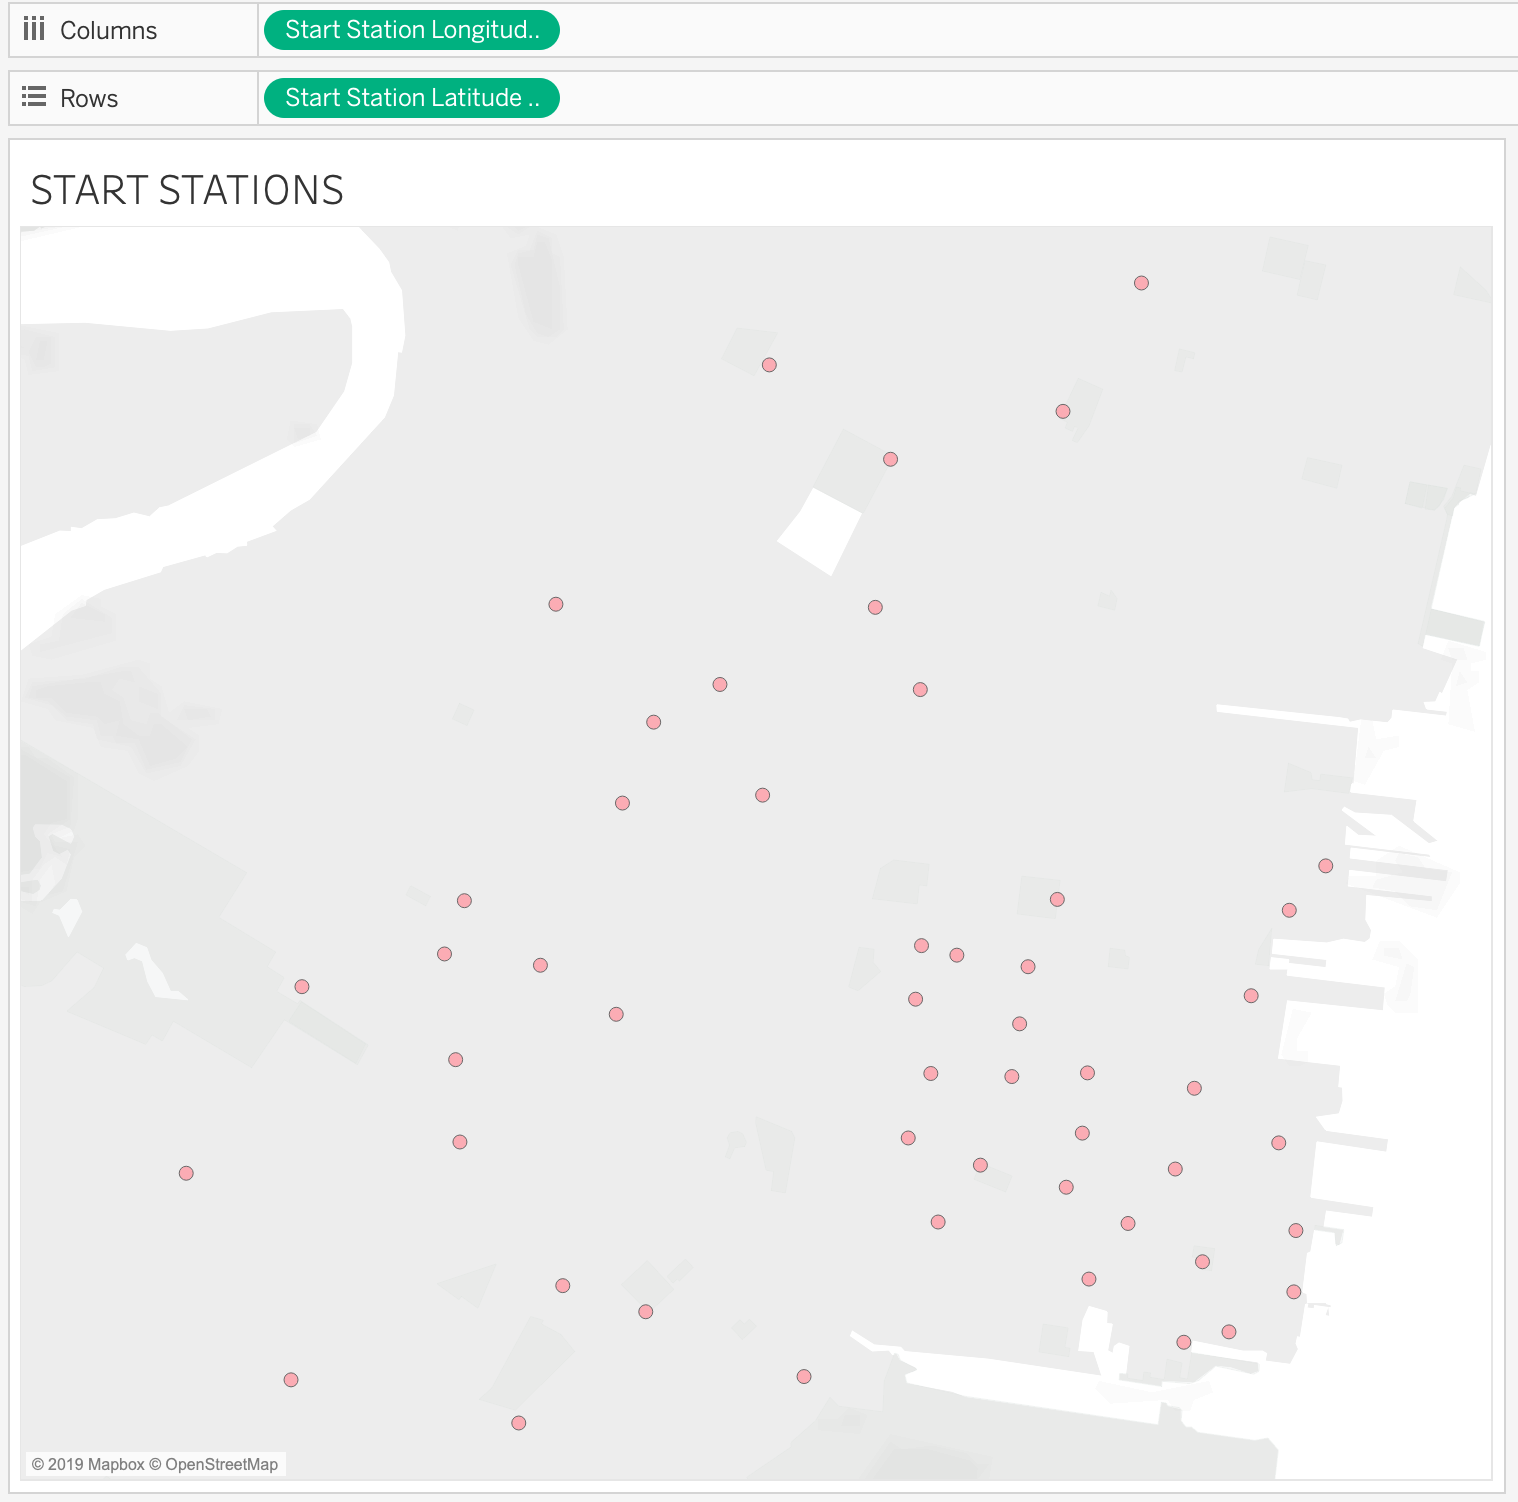 Columns
Start Station Longitud..
Rows
Start Station Latitude ..
START STATIONS
© 2019 Mapbox © OpenStreetMap